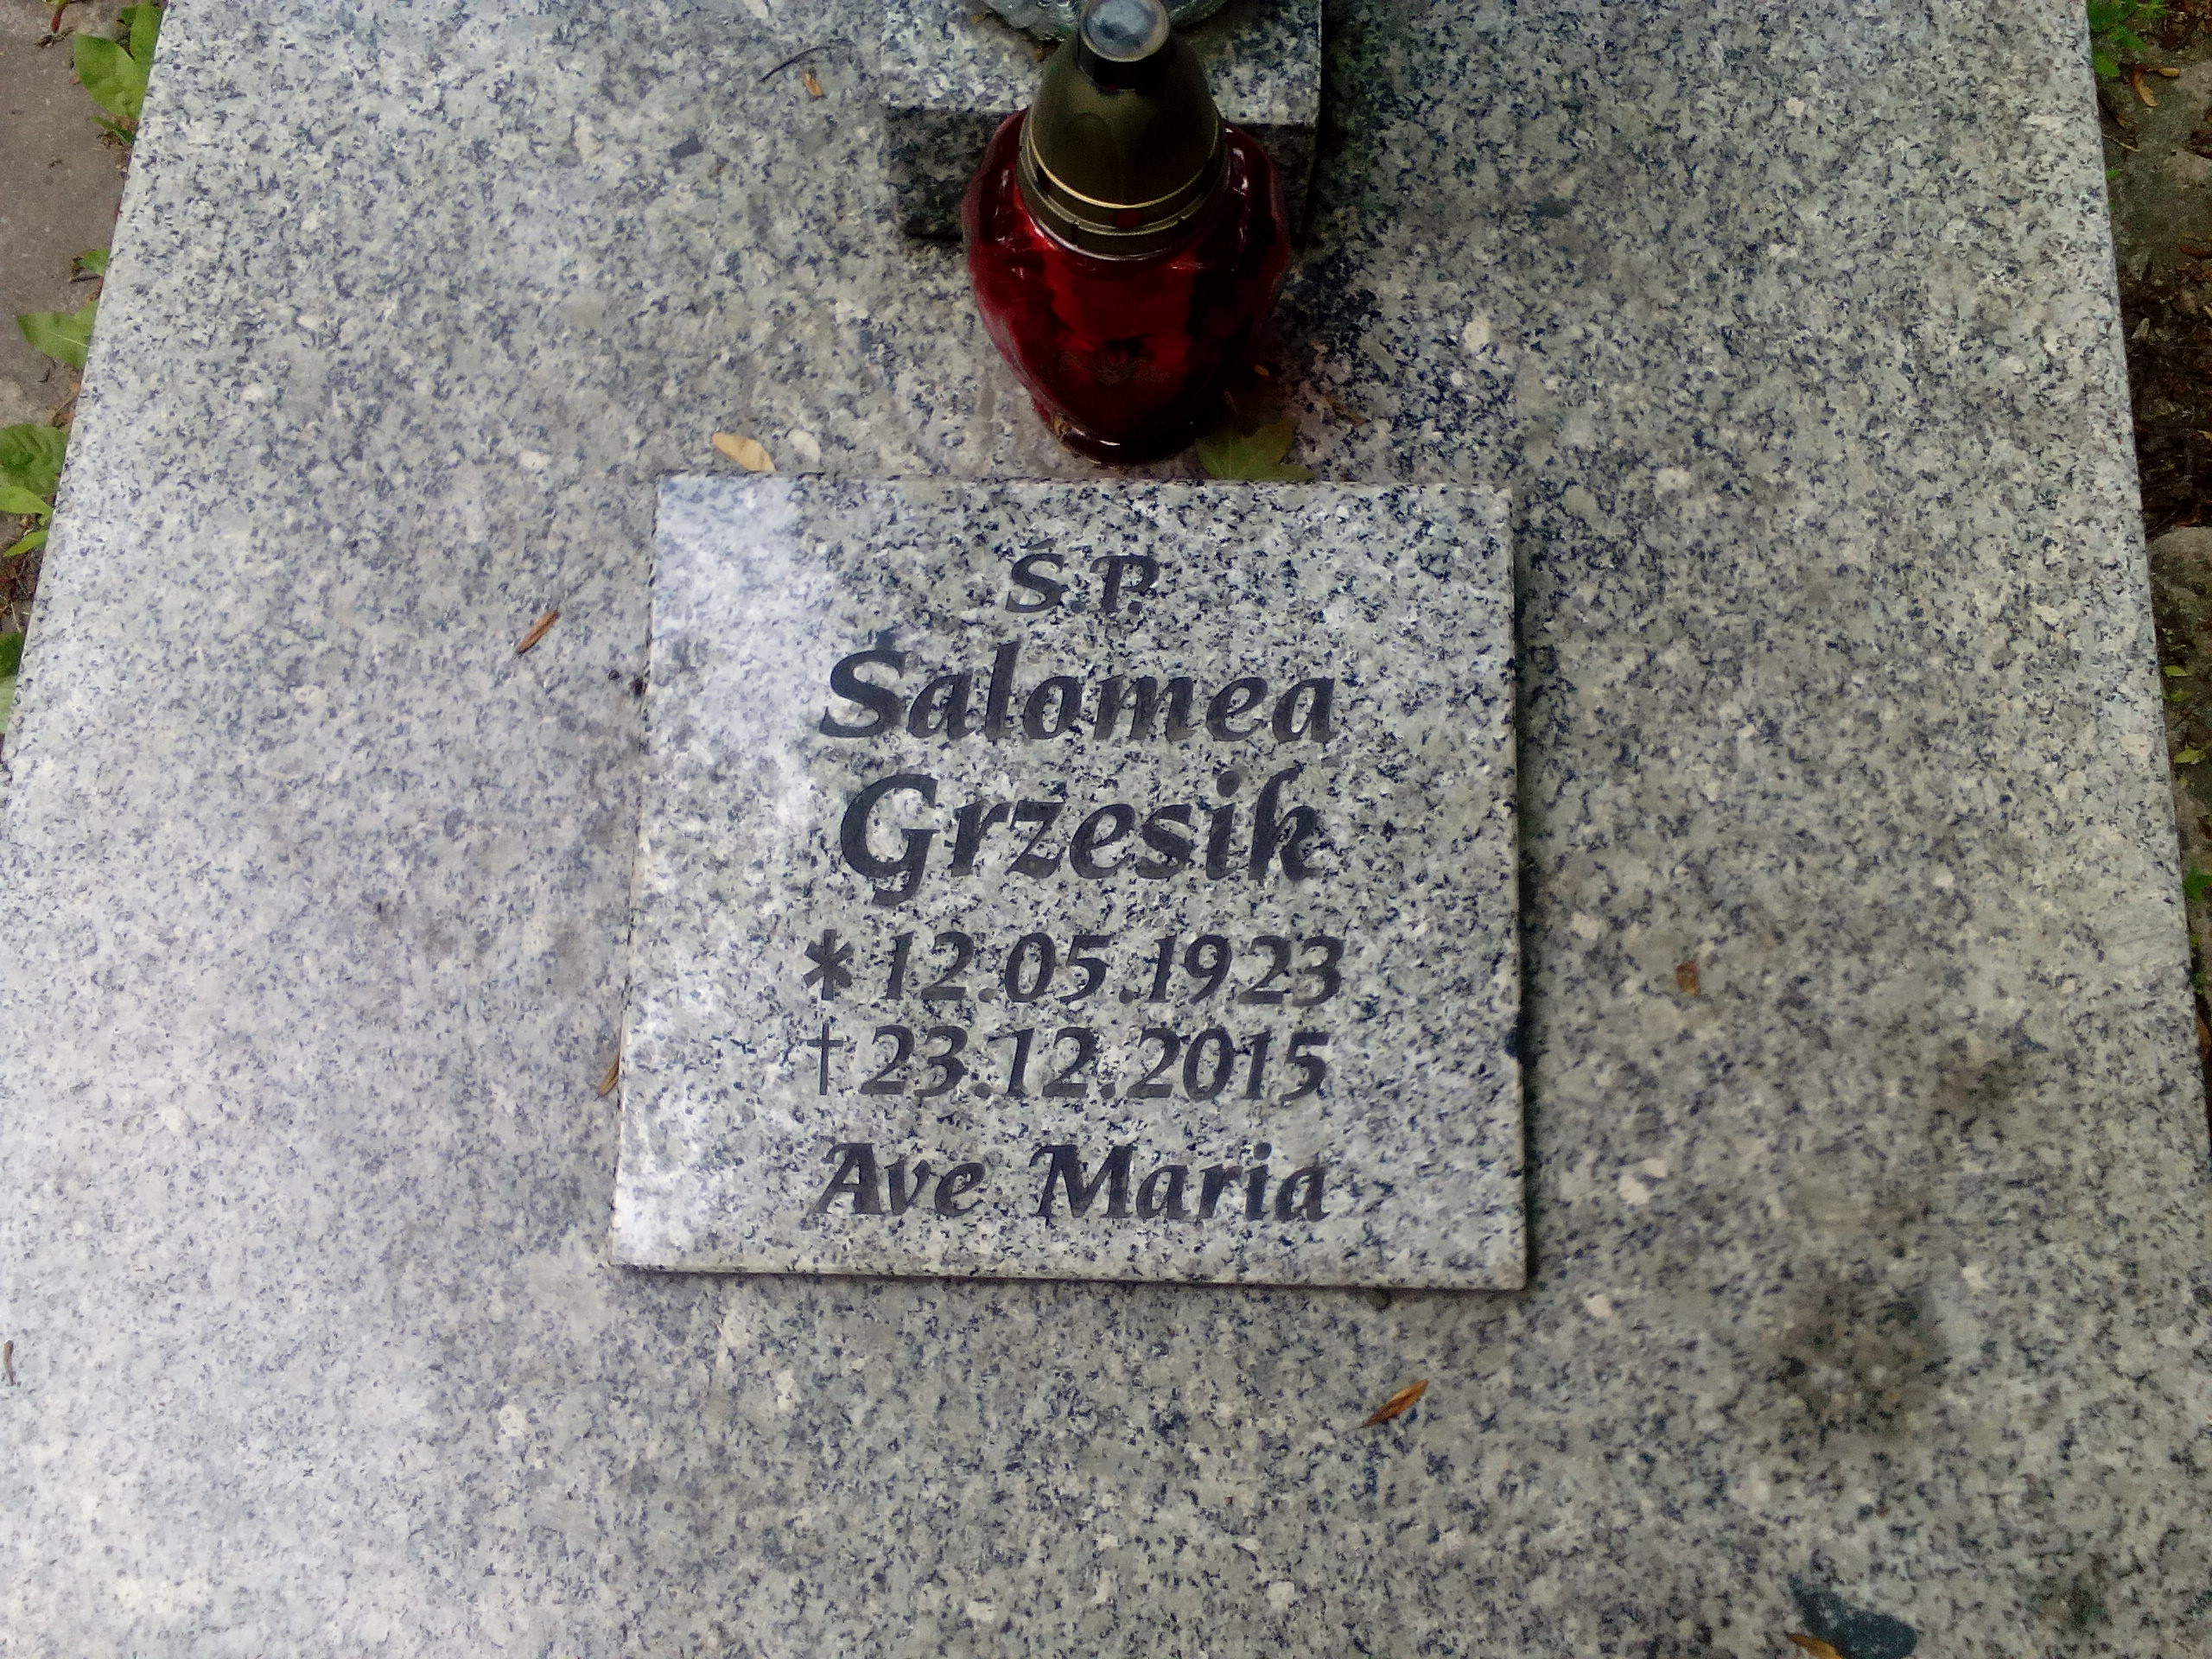 Ś.P.
Salomea
Grzesik
* 12.05.1923
† 23.12.2015
Ave Maria